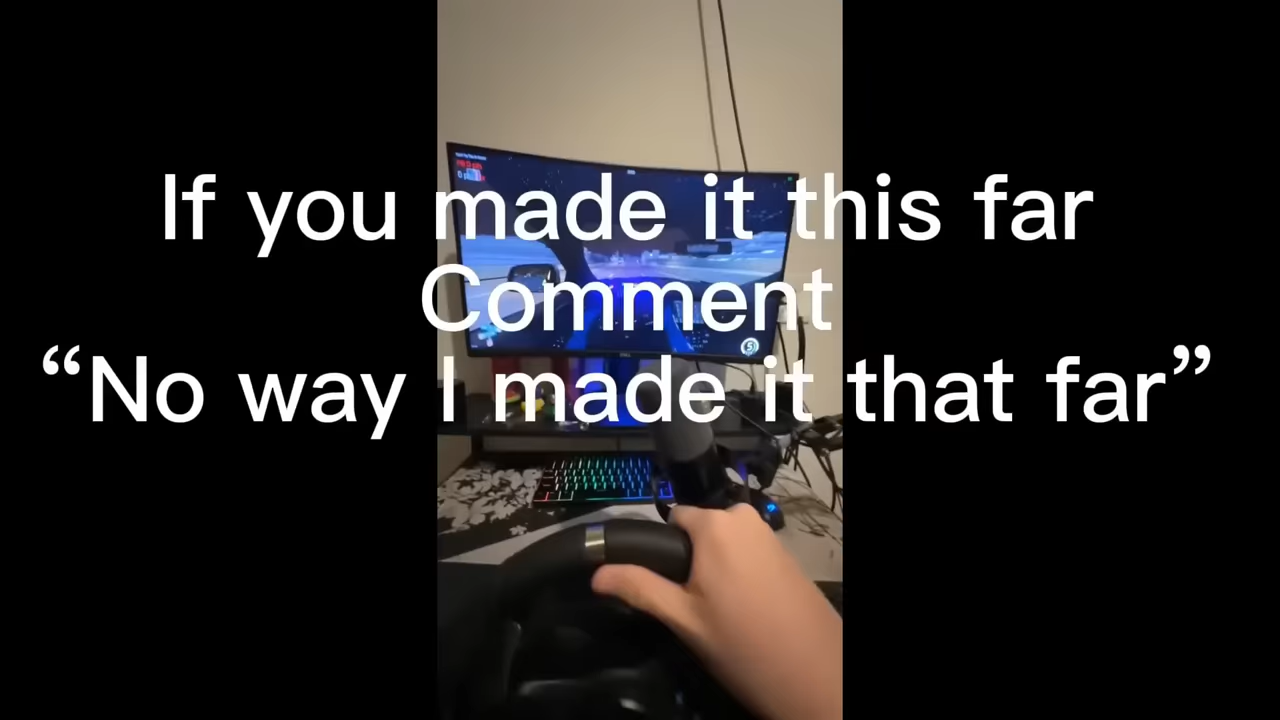 If you made it this far
Comment
“No way I made it that far”